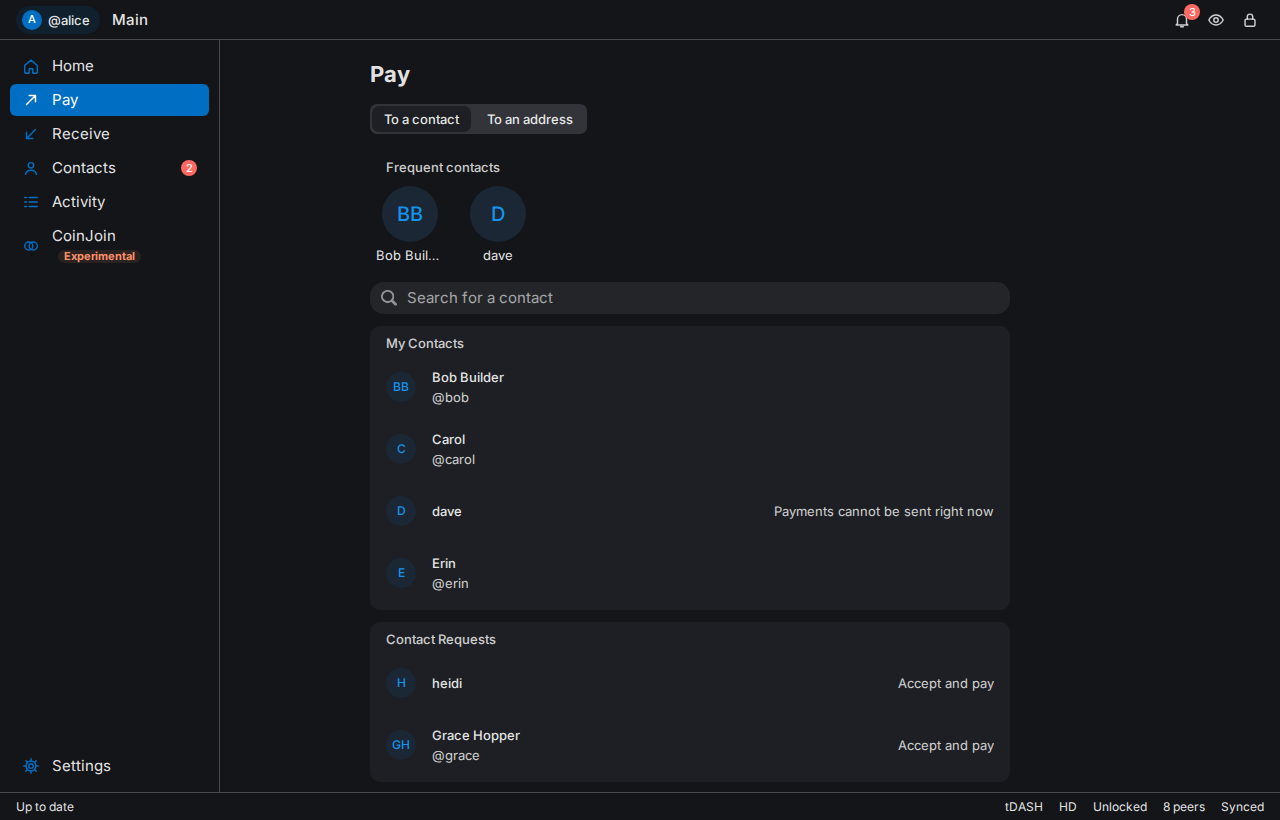 A @alice Main 3
Home
Pay
Receive
Contacts 2
Activity
CoinJoin
Experimental
Settings
Pay
To a contact To an address
Frequent contacts
BB D
Bob Buil... dave
Search for a contact
My Contacts
BB Bob Builder
@bob
C Carol
@carol
D dave Payments cannot be sent right now
E Erin
@erin
Contact Requests
H heidi Accept and pay
GH Grace Hopper Accept and pay
@grace
Up to date tDASH HD Unlocked 8 peers Synced